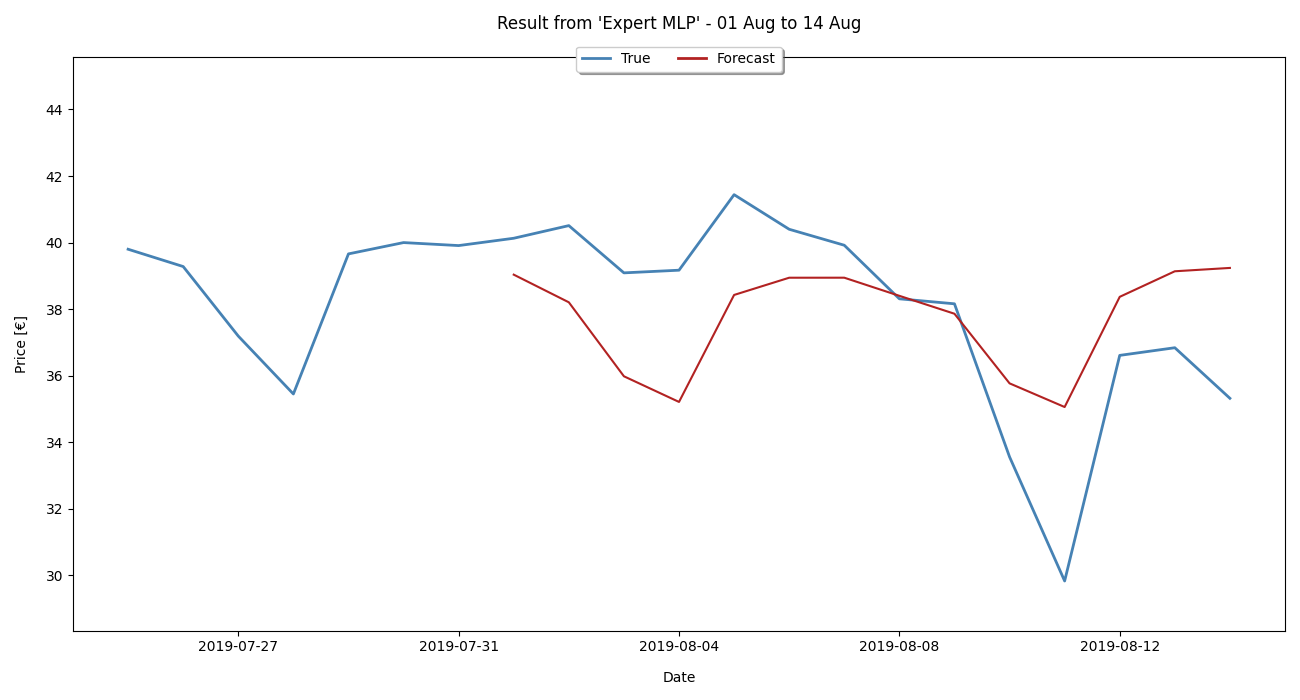 Result from 'Expert MLP' - 01 Aug to 14 Aug
True Forecast
44
42
40
38
36
34
32
30
Price [€]
2019-07-27 2019-07-31 2019-08-04 2019-08-08 2019-08-12
Date